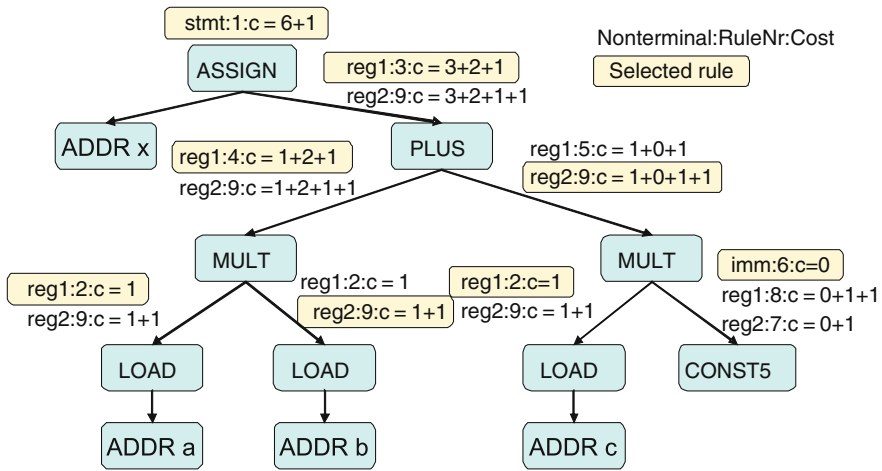 stmt:1:c = 6+1
Nonterminal:RuleNr:Cost
ASSIGN
reg1:3:c = 3+2+1
Selected rule
reg2:9:c = 3+2+1+1
ADDR x
reg1:4:c = 1+2+1
PLUS
reg1:5:c = 1+0+1
reg2:9:c =1+2+1+1
reg2:9:c = 1+0+1+1
MULT
MULT
imm:6:c=0
reg1:2:c = 1
reg1:2:c = 1
reg1:2:c=1
reg1:8:c = 0+1+1
reg2:9:c = 1+1
reg2:9:c = 1+1
reg2:9:c = 1+1
reg2:7:c = 0+1
LOAD
LOAD
LOAD
CONST5
ADDR a
ADDR b
ADDR c